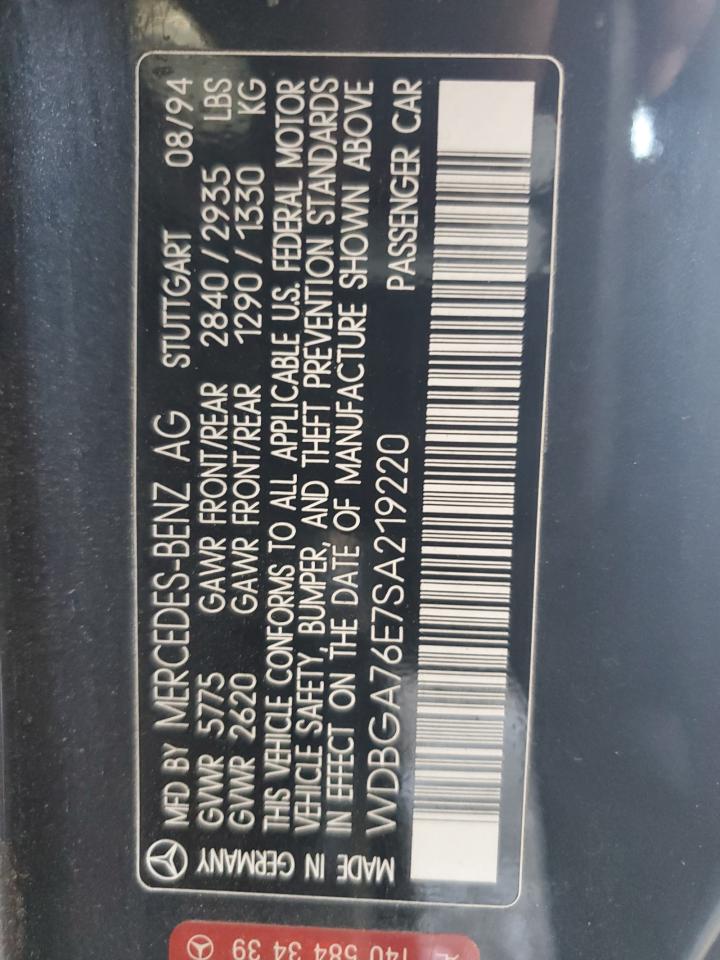 MFD BY MERCEDES-BENZ AG STUTTGART 08/94
GVWR 5775 GAWR FRONT/REAR 2840/2935 LBS
GVWR 2620 GAWR FRONT/REAR 1290/1330 KG
THIS VEHICLE CONFORMS TO ALL APPLICABLE U.S. FEDERAL MOTOR
VEHICLE SAFETY, BUMPER, AND THEFT PREVENTION STANDARDS
IN EFFECT ON THE DATE OF MANUFACTURE SHOWN ABOVE
WDBGA76E7SA219220 PASSENGER CAR
MADE IN GERMANY
140 584 34 39